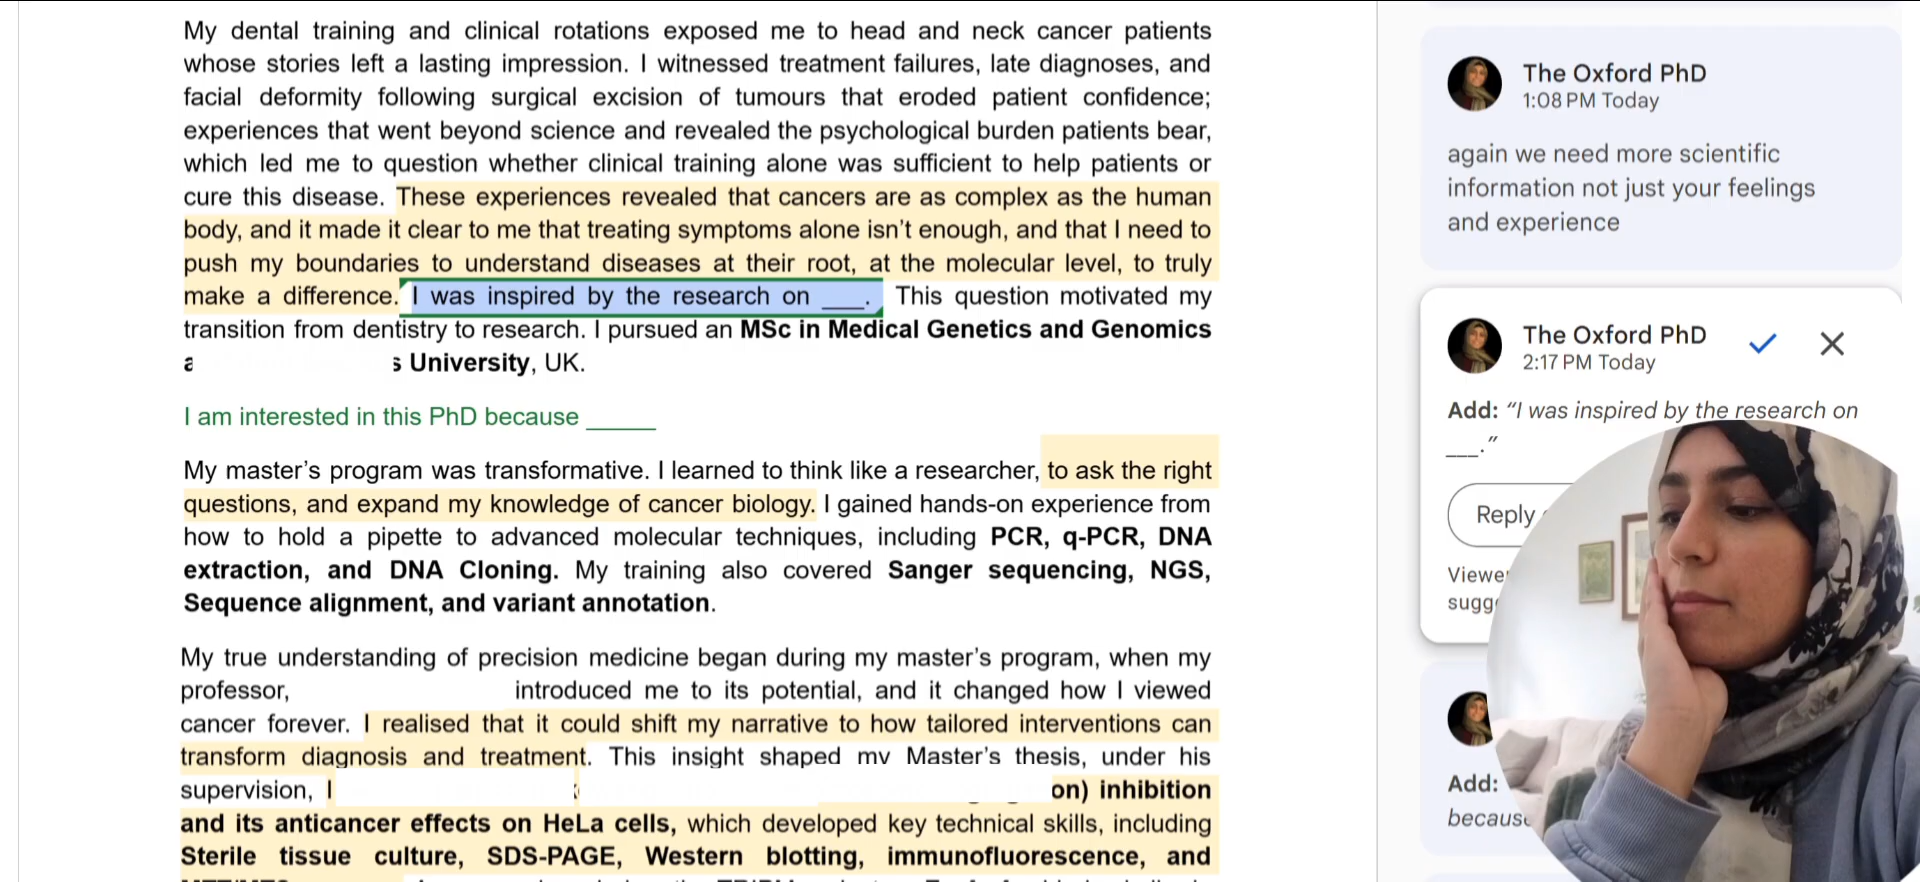 My dental training and clinical rotations exposed me to head and neck cancer patients
whose stories left a lasting impression. I witnessed treatment failures, late diagnoses, and
facial deformity following surgical excision of tumours that eroded patient confidence;
experiences that went beyond science and revealed the psychological burden patients bear,
which led me to question whether clinical training alone was sufficient to help patients or
cure this disease. These experiences revealed that cancers are as complex as the human
body, and it made it clear to me that treating symptoms alone isn’t enough, and that I need to
push my boundaries to understand diseases at their root, at the molecular level, to truly
make a difference. I was inspired by the research on ___. This question motivated my
transition from dentistry to research. I pursued an MSc in Medical Genetics and Genomics
s University, UK.
I am interested in this PhD because _____
My master’s program was transformative. I learned to think like a researcher, to ask the right
questions, and expand my knowledge of cancer biology. I gained hands-on experience from
how to hold a pipette to advanced molecular techniques, including PCR, q-PCR, DNA
extraction, and DNA Cloning. My training also covered Sanger sequencing, NGS,
Sequence alignment, and variant annotation.
My true understanding of precision medicine began during my master’s program, when my
professor, introduced me to its potential, and it changed how I viewed
cancer forever. I realised that it could shift my narrative to how tailored interventions can
transform diagnosis and treatment. This insight shaped my Master’s thesis, under his
supervision, I on) inhibition
and its anticancer effects on HeLa cells, which developed key technical skills, including
Sterile tissue culture, SDS-PAGE, Western blotting, immunofluorescence, and
The Oxford PhD
1:08 PM Today
again we need more scientific
information not just your feelings
and experience
The Oxford PhD
2:17 PM Today
Add: “I was inspired by the research on
___.”
Reply
Add: